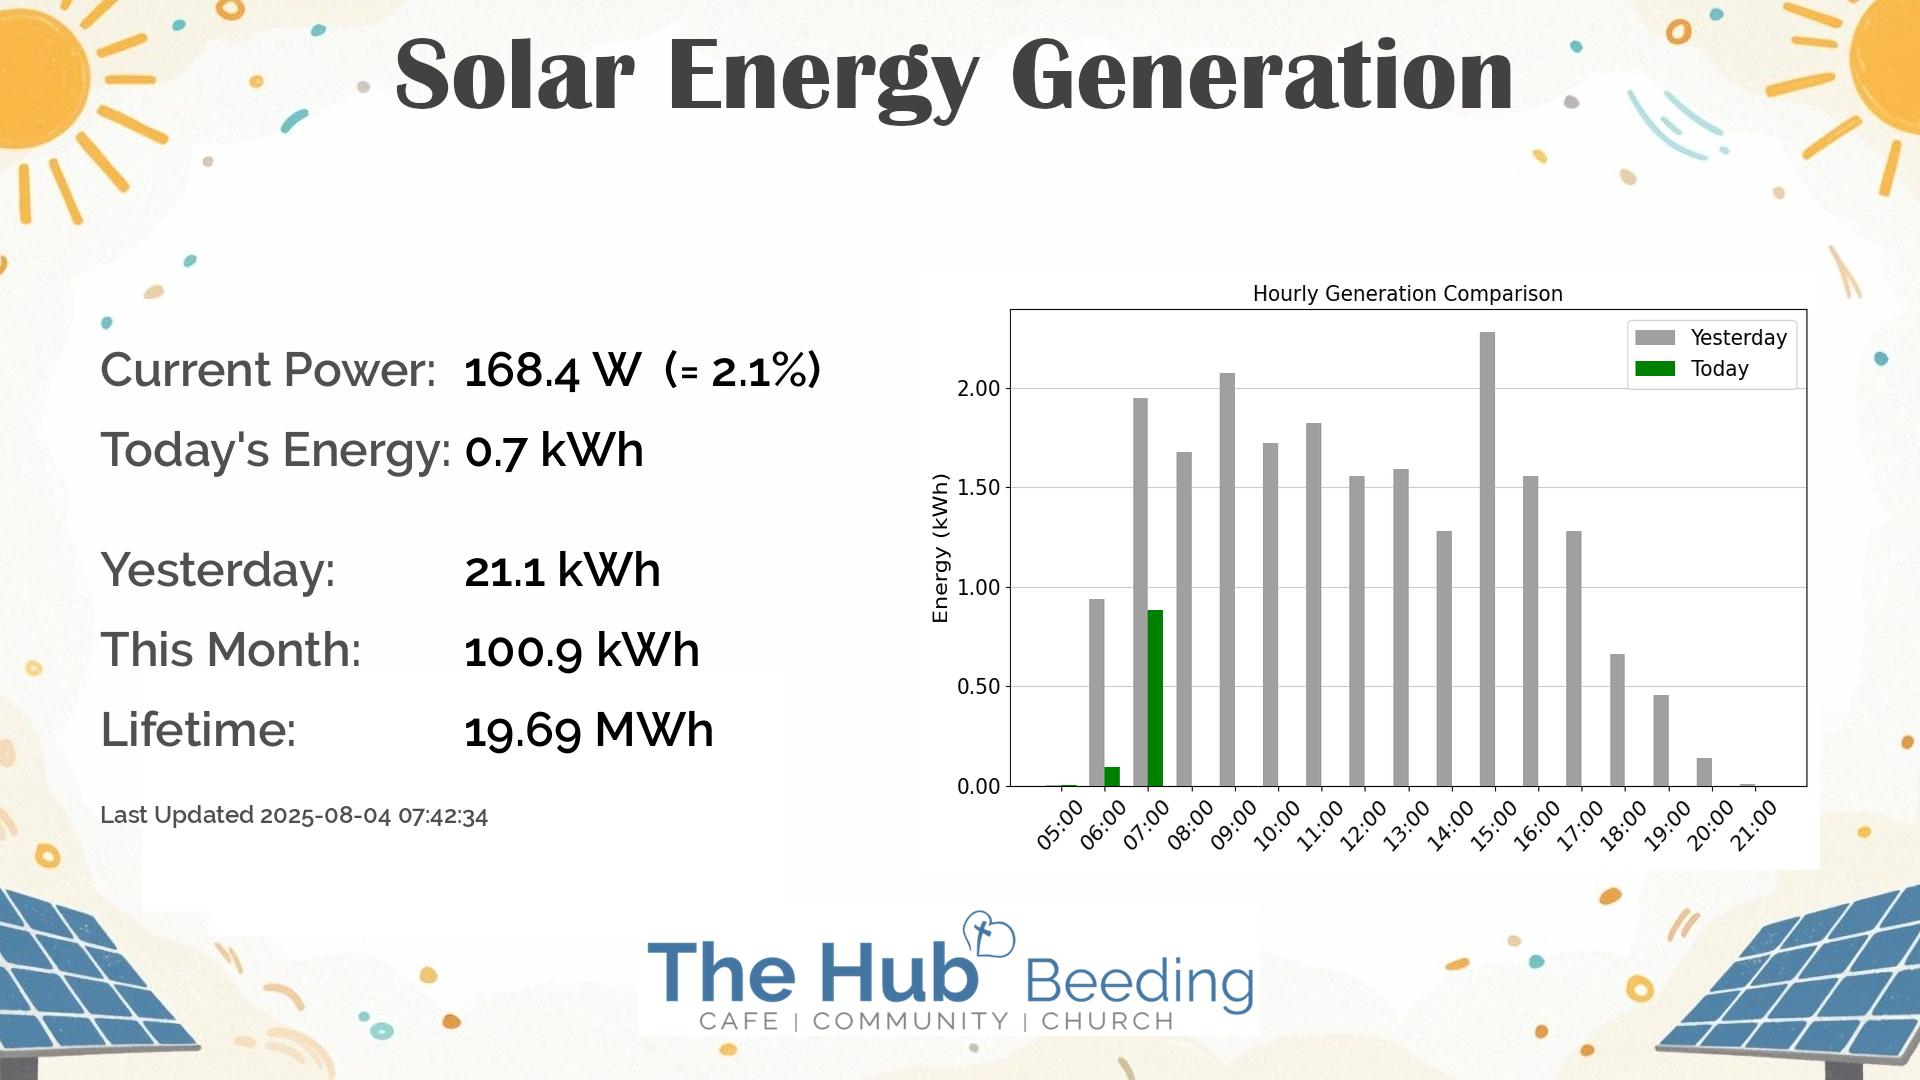 Solar Energy Generation
Current Power: 168.4 W (= 2.1%)
Today's Energy: 0.7 kWh
Yesterday: 21.1 kWh
This Month: 100.9 kWh
Lifetime: 19.69 MWh
Last Updated 2025-08-04 07:42:34
Hourly Generation Comparison
Yesterday
Today
Energy (kWh)
2.00
1.50
1.00
0.50
0.00
05:00 06:00 07:00 08:00 09:00 10:00 11:00 12:00 13:00 14:00 15:00 16:00 17:00 18:00 19:00 20:00 21:00
The Hub Beeding
CAFE | COMMUNITY | CHURCH